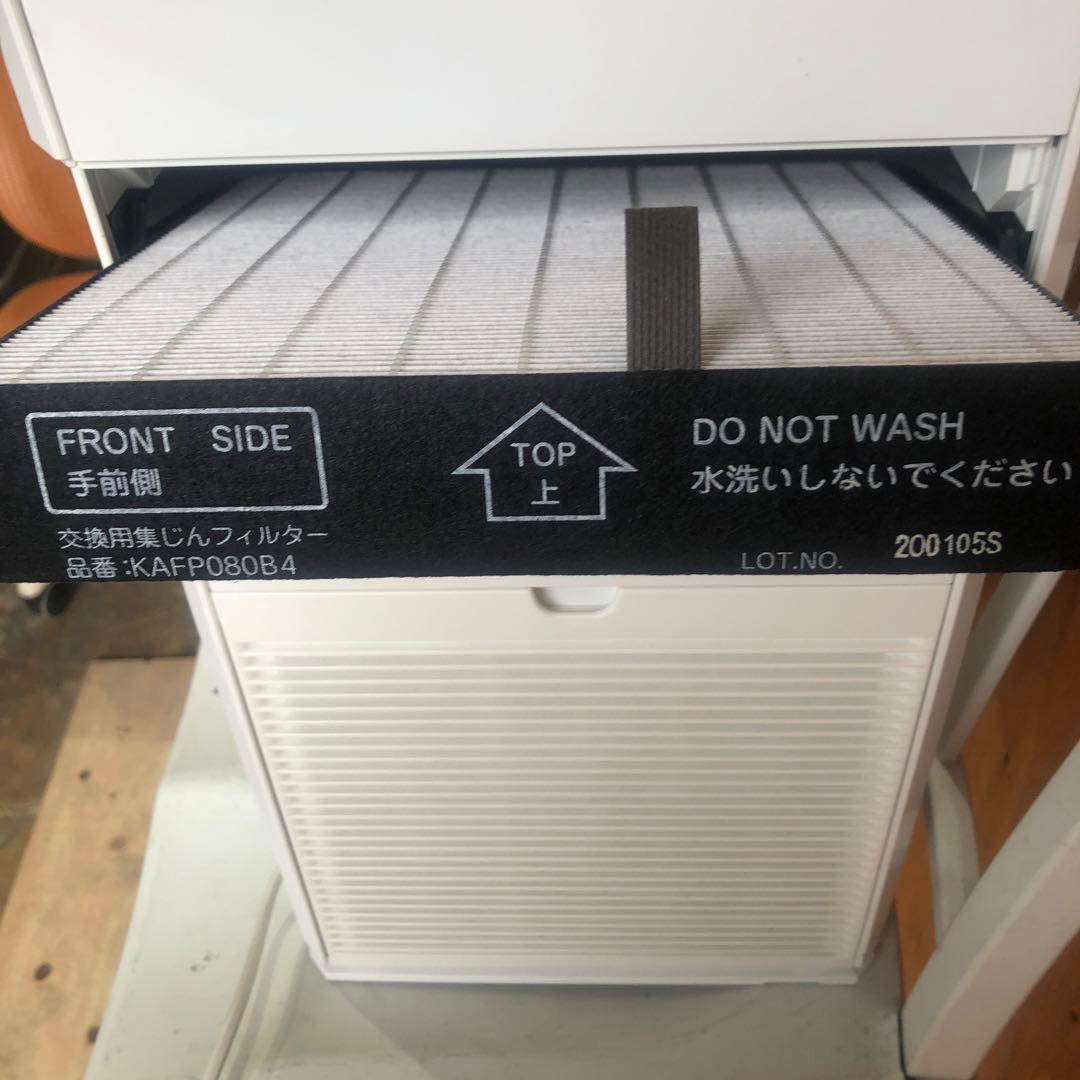 FRONT SIDE
手前側
交換用集じんフィルター
品番:KAFP080B4
TOP
上
DO NOT WASH
水洗いしないでください
LOT.NO. 200105S